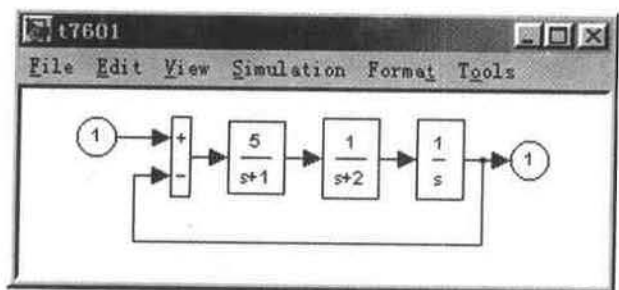 t7601
File Edit View Simulation Format Tools
1 + 5 1 1 1
- s+1 s+2 s